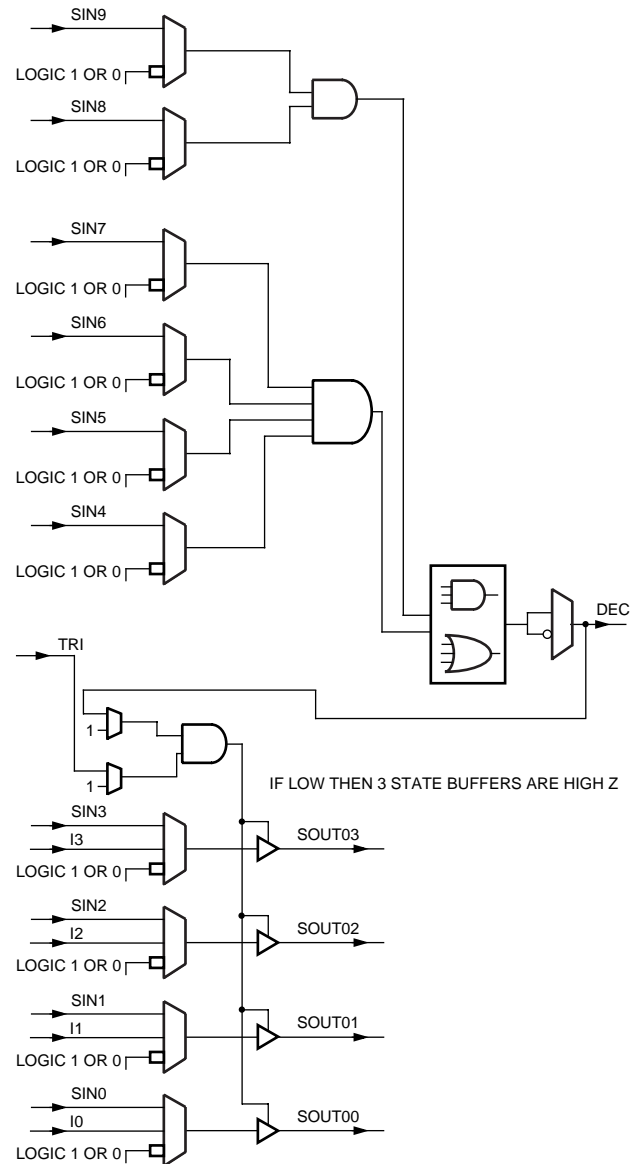 SIN9
LOGIC 1 OR 0
SIN8
LOGIC 1 OR 0
SIN7
LOGIC 1 OR 0
SIN6
LOGIC 1 OR 0
SIN5
LOGIC 1 OR 0
SIN4
LOGIC 1 OR 0
DEC
TRI
1
1
IF LOW THEN 3 STATE BUFFERS ARE HIGH Z
SIN3
I3
LOGIC 1 OR 0
SOUT03
SIN2
I2
LOGIC 1 OR 0
SOUT02
SIN1
I1
LOGIC 1 OR 0
SOUT01
SIN0
I0
LOGIC 1 OR 0
SOUT00